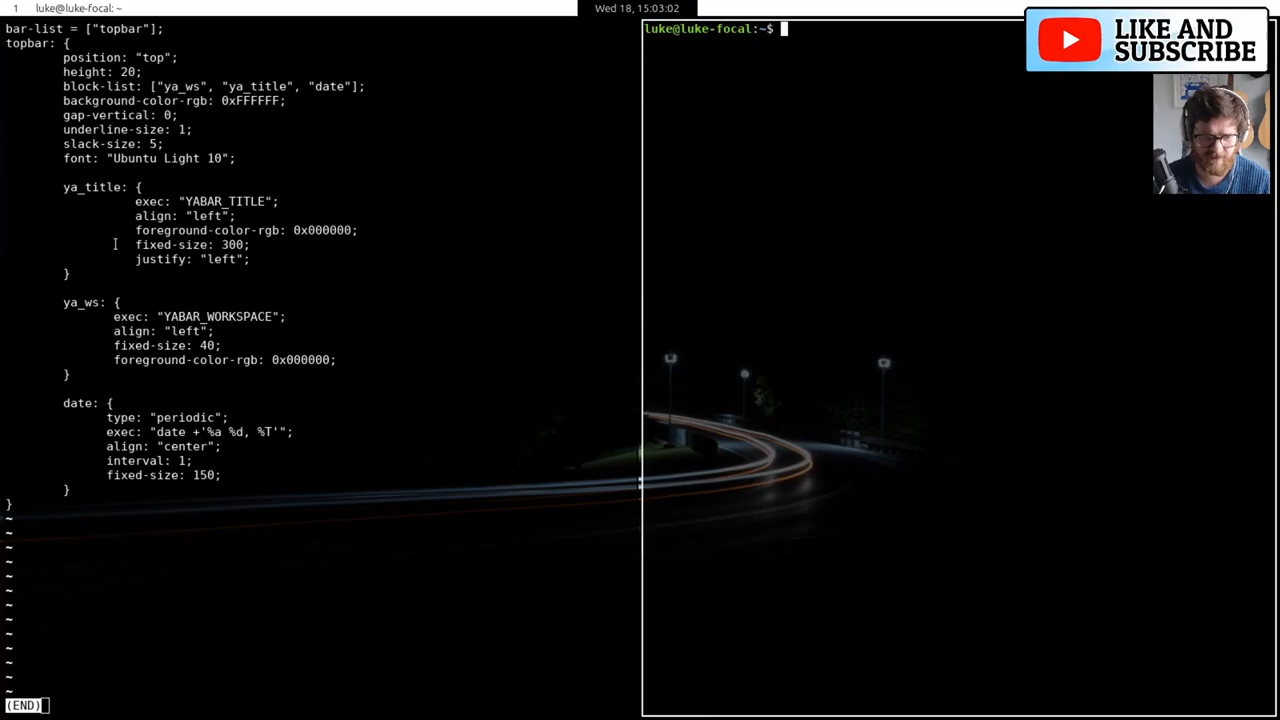 1 luke@luke-focal: ~
Wed 18, 15:03:02
bar-list = ["topbar"];
topbar: {
position: "top";
height: 20;
block-list: ["ya_ws", "ya_title", "date"];
background-color-rgb: 0xFFFFFF;
gap-vertical: 0;
underline-size: 1;
slack-size: 5;
font: "Ubuntu Light 10";
ya_title: {
exec: "YABAR_TITLE";
align: "left";
foreground-color-rgb: 0x000000;
fixed-size: 300;
justify: "left";
}
ya_ws: {
exec: "YABAR_WORKSPACE";
align: "left";
fixed-size: 40;
foreground-color-rgb: 0x000000;
}
date: {
type: "periodic";
exec: "date +'%a %d, %T'";
align: "center";
interval: 1;
fixed-size: 150;
}
}
~
~
~
~
~
~
~
~
~
~
~
~
~
(END)
luke@luke-focal:~$
LIKE AND
SUBSCRIBE